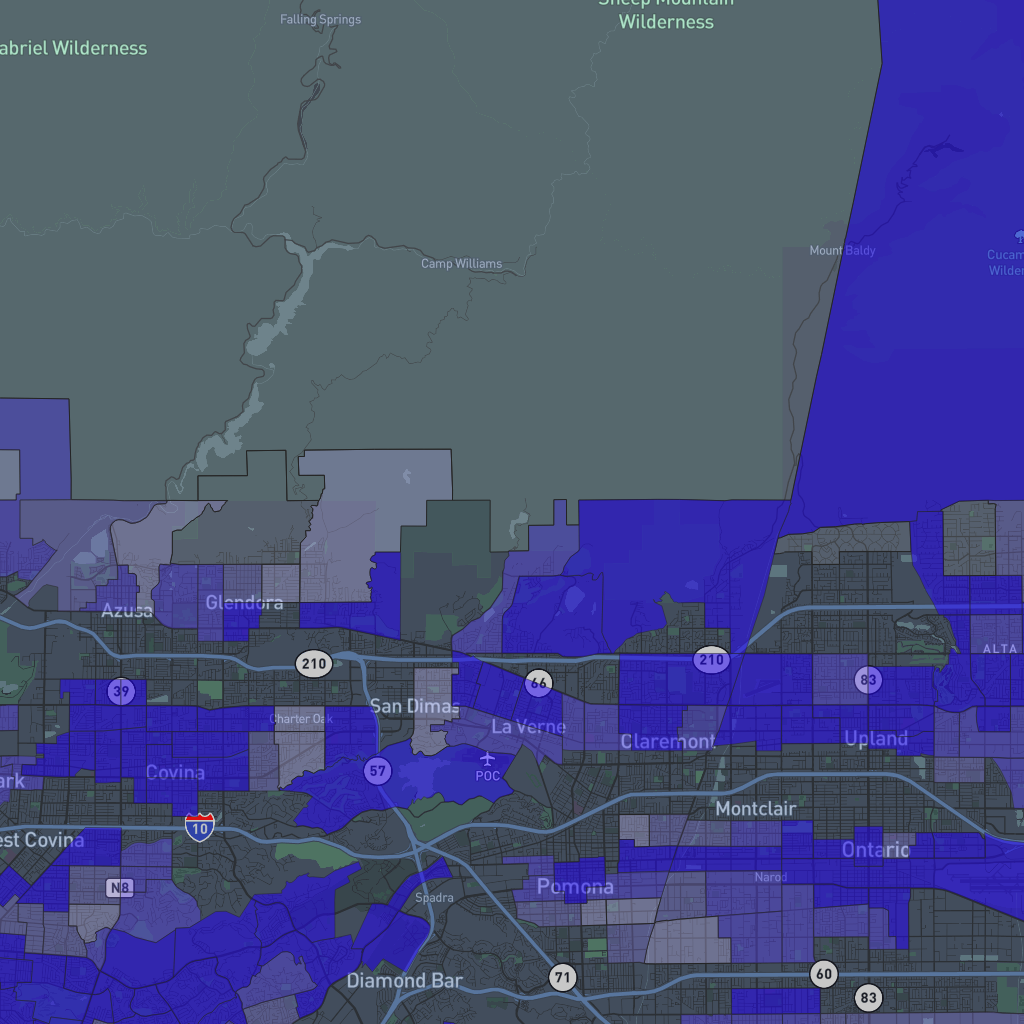 Falling Springs
Sheep Mountain
Wilderness
abriel Wilderness
Mount Baldy
Camp Williams
Cucam
Wilder
Azusa
Glendora
210
210
66
39
83
ALTA
San Dimas
Charter Oak
La Verne
Claremont
Upland
Covina
57
POC
ark
Montclair
10
est Covina
Ontario
N8
Pomona
Narod
Spadra
Diamond Bar
71
60
83